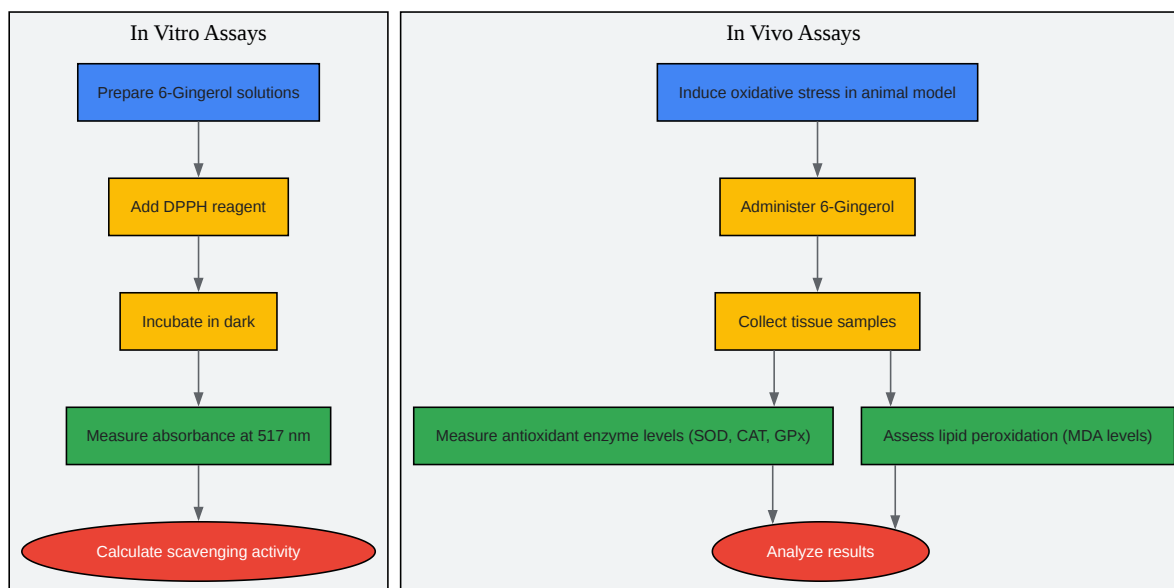 In Vitro Assays
Prepare 6-Gingerol solutions
Add DPPH reagent
Incubate in dark
Measure absorbance at 517 nm
Calculate scavenging activity
In Vivo Assays
Induce oxidative stress in animal model
Administer 6-Gingerol
Collect tissue samples
Measure antioxidant enzyme levels (SOD, CAT, GPx)
Assess lipid peroxidation (MDA levels)
Analyze results